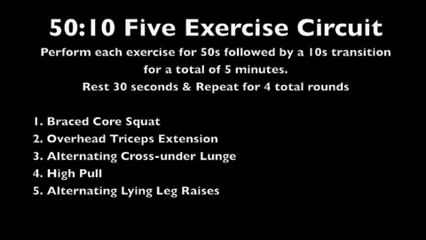 50:10 Five Exercise Circuit
Perform each exercise for 50s followed by a 10s transition
for a total of 5 minutes.
Rest 30 seconds & Repeat for 4 total rounds
1. Braced Core Squat
2. Overhead Triceps Extension
3. Alternating Cross-under Lunge
4. High Pull
5. Alternating Lying Leg Raises